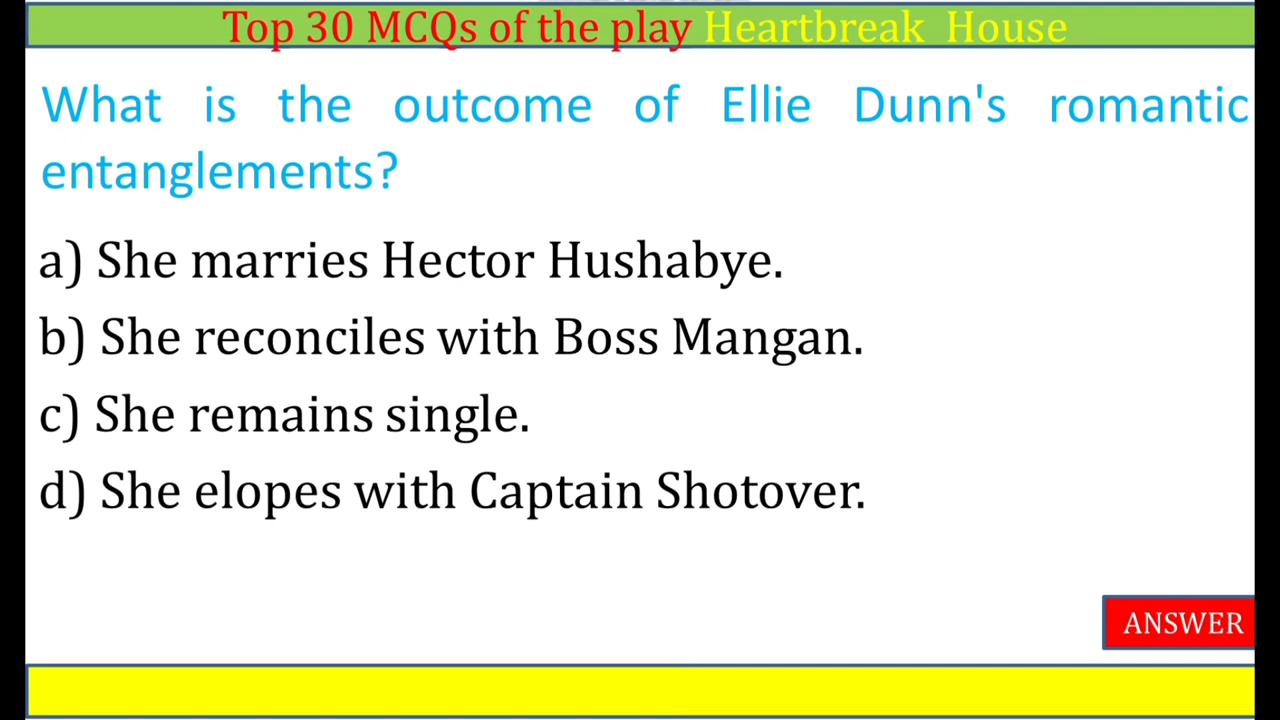 Top 30 MCQs of the play Heartbreak House
What is the outcome of Ellie Dunn's romantic
entanglements?
a) She marries Hector Hushabye.
b) She reconciles with Boss Mangan.
c) She remains single.
d) She elopes with Captain Shotover.
ANSWER